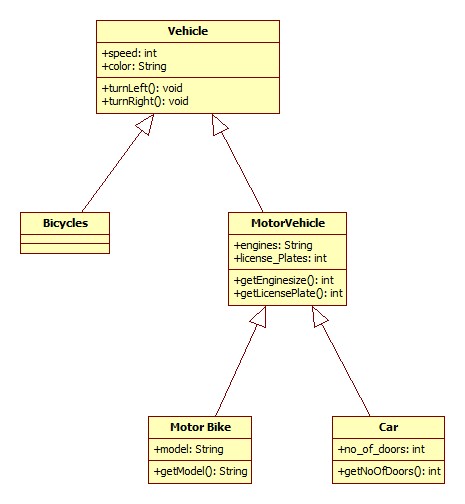 Vehicle
+speed: int
+color: String
+turnLeft(): void
+turnRight(): void
Bicycles
MotorVehicle
+engines: String
+license_Plates: int
+getEnginesize(): int
+getLicensePlate(): int
Motor Bike
+model: String
+getModel(): String
Car
+no_of_doors: int
+getNoOfDoors(): int